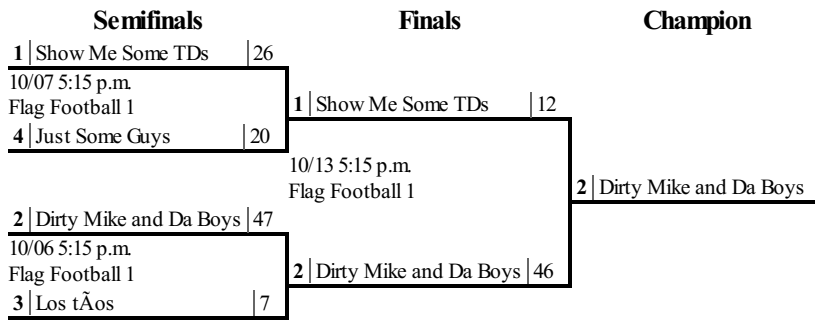 Semifinals Finals Champion
1 Show Me Some TDs 26
10/07 5:15 p.m.
Flag Football 1
4 Just Some Guys 20
2 Dirty Mike and Da Boys 47
10/06 5:15 p.m.
Flag Football 1
3 Los tÃos 7
1 Show Me Some TDs 12
10/13 5:15 p.m.
Flag Football 1
2 Dirty Mike and Da Boys 46
2 Dirty Mike and Da Boys